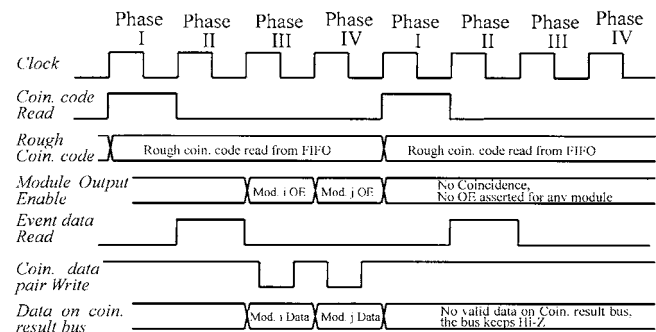 Phase Phase Phase Phase Phase Phase Phase Phase
I II III IV I II III IV
Clock
Coin. code
Read
Rough
Coin. code
Rough coin. code read from FIFO
Rough coin. code read from FIFO
Module Output
Enable
Mod. i OE
Mod. j OE
No Coincidence,
No OE asserted for any module
Event data
Read
Coin. data
pair Write
Data on coin.
result bus
Mod. i Data
Mod. j Data
No valid data on Coin. result bus,
the bus keeps Hi-Z